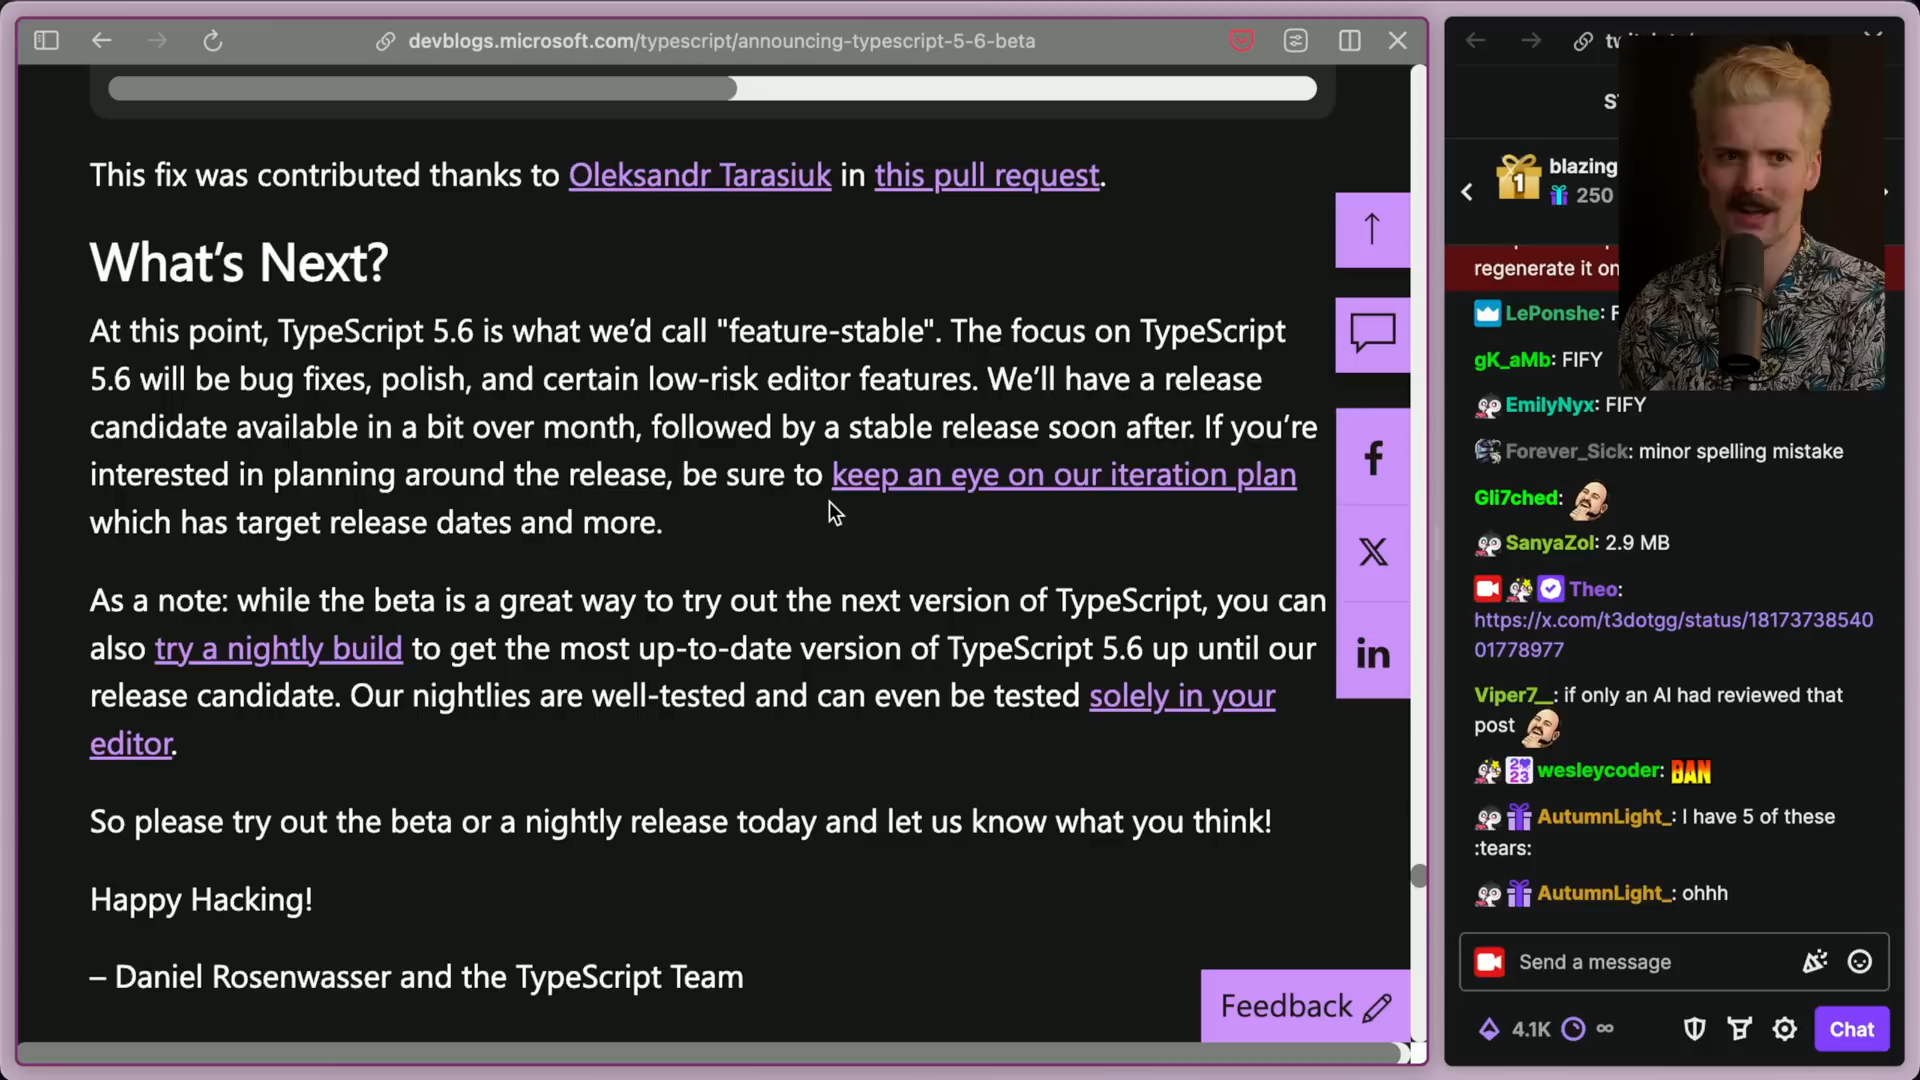 devblogs.microsoft.com/typescript/announcing-typescript-5-6-beta
This fix was contributed thanks to Oleksandr Tarasiuk in this pull request.
What's Next?
At this point, TypeScript 5.6 is what we'd call "feature-stable". The focus on TypeScript
5.6 will be bug fixes, polish, and certain low-risk editor features. We'll have a release
candidate available in a bit over month, followed by a stable release soon after. If you're
interested in planning around the release, be sure to keep an eye on our iteration plan
which has target release dates and more.
As a note: while the beta is a great way to try out the next version of TypeScript, you can
also try a nightly build to get the most up-to-date version of TypeScript 5.6 up until our
release candidate. Our nightlies are well-tested and can even be tested solely in your
editor.
So please try out the beta or a nightly release today and let us know what you think!
Happy Hacking!
– Daniel Rosenwasser and the TypeScript Team
Feedback
1
blazing
250
regenerate it on
LePonshe:
gK_aMb: FIFY
EmilyNyx: FIFY
Forever_Sick: minor spelling mistake
Gli7ched:
SanyaZol: 2.9 MB
Theo:
https://x.com/t3dotgg/status/18173738540
01778977
Viper7__: if only an AI had reviewed that
post
wesleycoder: BAN
AutumnLight_: I have 5 of these
:tears:
AutumnLight_: ohhh
Send a message
4.1K ∞
Chat